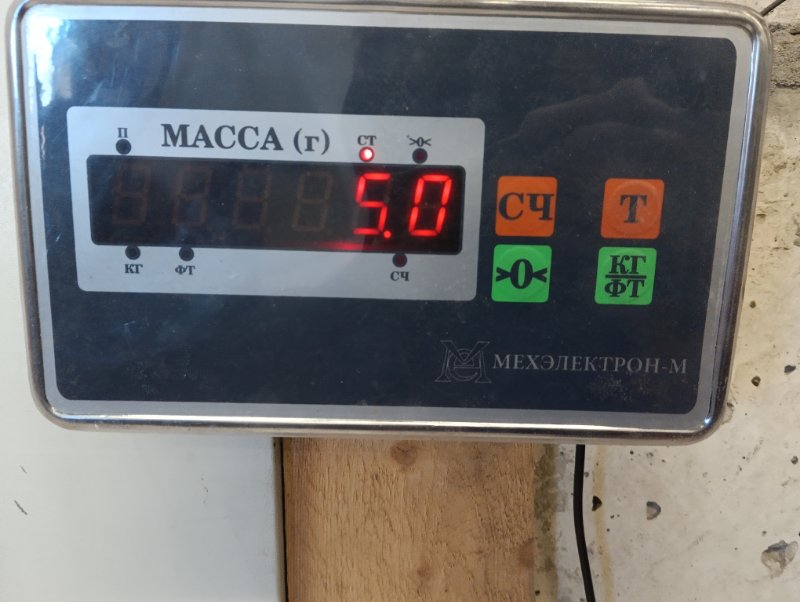 П МАССА (г) СТ >0<
5.0
КГ ФТ СЧ
СЧ Т
>0< КГ/ФТ
МЕХЭЛЕКТРОН-М